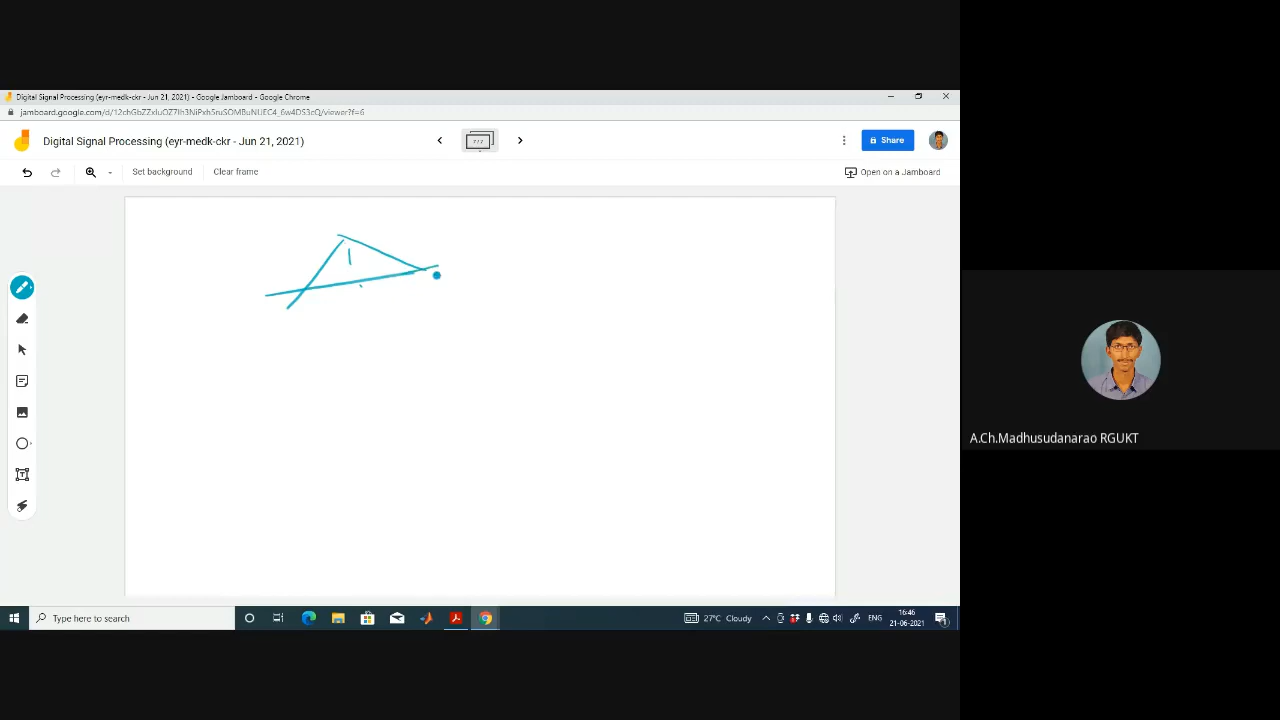 Digital Signal Processing (eyr-medk-ckr - Jun 21, 2021) - Google Jamboard - Google Chrome
Digital Signal Processing (eyr-medk-ckr - Jun 21, 2021)
Share
Set background
Clear frame
Open on a Jamboard
A.Ch.Madhusudanarao RGUKT
Type here to search
27°C Cloudy
ENG
16:46
21-06-2021